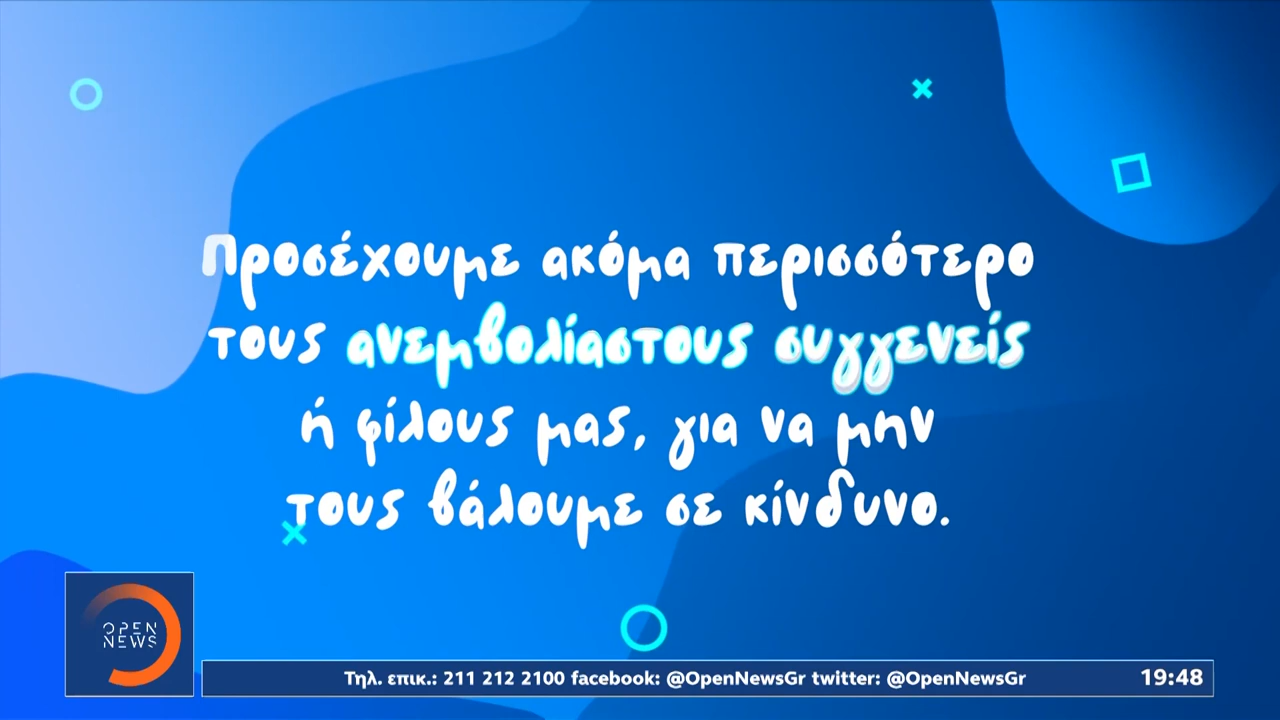 Προσέχουμε ακόμα περισσότερο
τους ανεμβολίαστους συγγενείς
ή φίλους μας, για να μην
τους βάλουμε σε κίνδυνο.
OPEN
NEWS
Τηλ. επικ.: 211 212 2100 facebook: @OpenNewsGr twitter: @OpenNewsGr
19:48